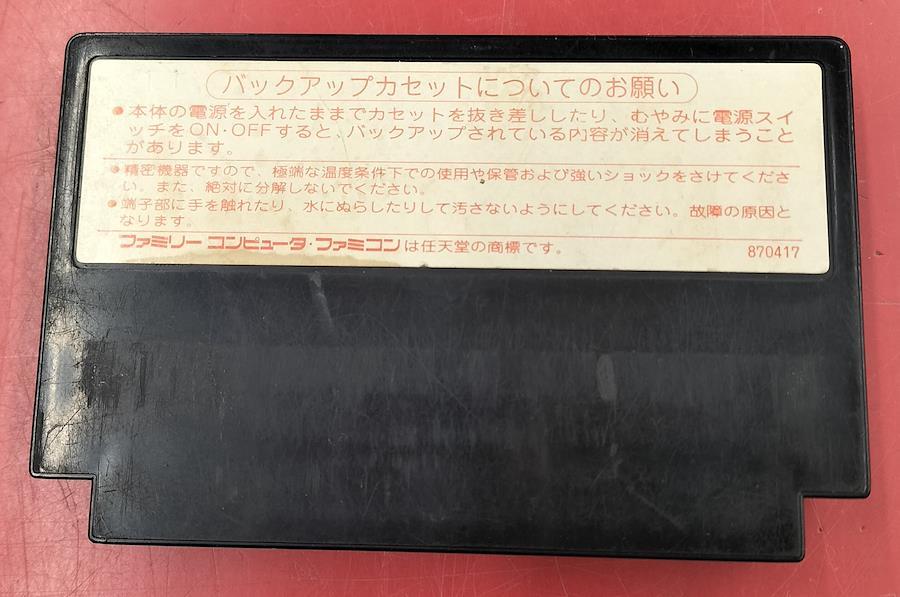 バックアップカセットについてのお願い
●本体の電源を入れたままでカセットを抜き差ししたり、むやみに電源スイ
ッチをON・OFFすると、バックアップされている内容が消えてしまうこと
があります。
●精密機器ですので、極端な温度条件下での使用や保管および強いショックをさけてくださ
い。また、絶対に分解しないでください。
●端子部に手を触れたり、水にぬらしたりして汚さないようにしてください。故障の原因と
なります。
ファミリーコンピュータ・ファミコンは任天堂の商標です。
870417